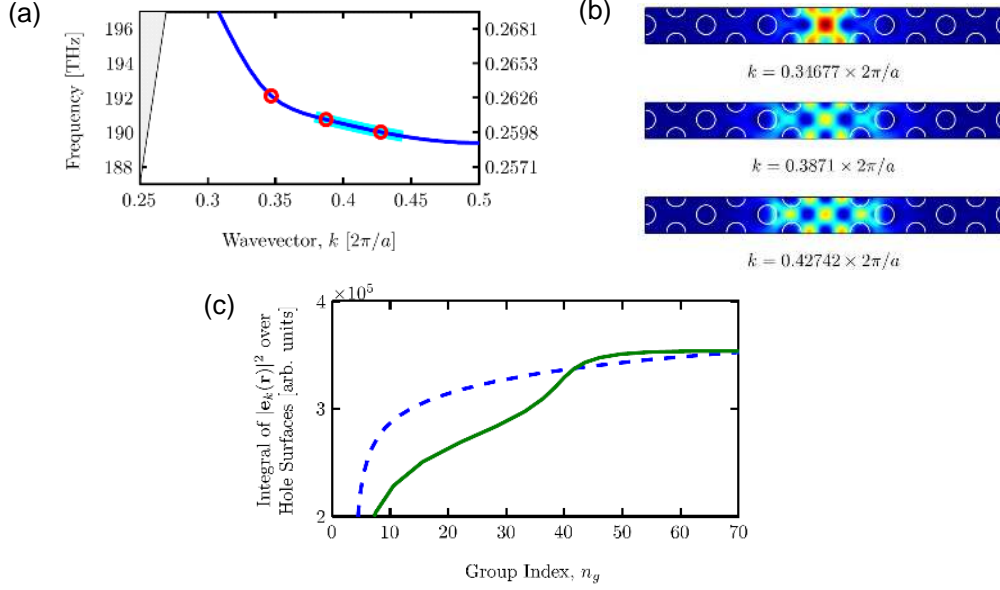 (a)
Frequency [THz]
196
194
192
190
188
0.2681
0.2653
0.2626
0.2598
0.2571
0.25
0.3
0.35
0.4
0.45
0.5
Wavevector, k [2π/a]
(b)
k = 0.34677 × 2π/a
k = 0.3871 × 2π/a
k = 0.42742 × 2π/a
(c)
×10⁵
Integral of |e_k(r)|² over
Hole Surfaces [arb. units]
4
3
2
0
10
20
30
40
50
60
70
Group Index, n_g